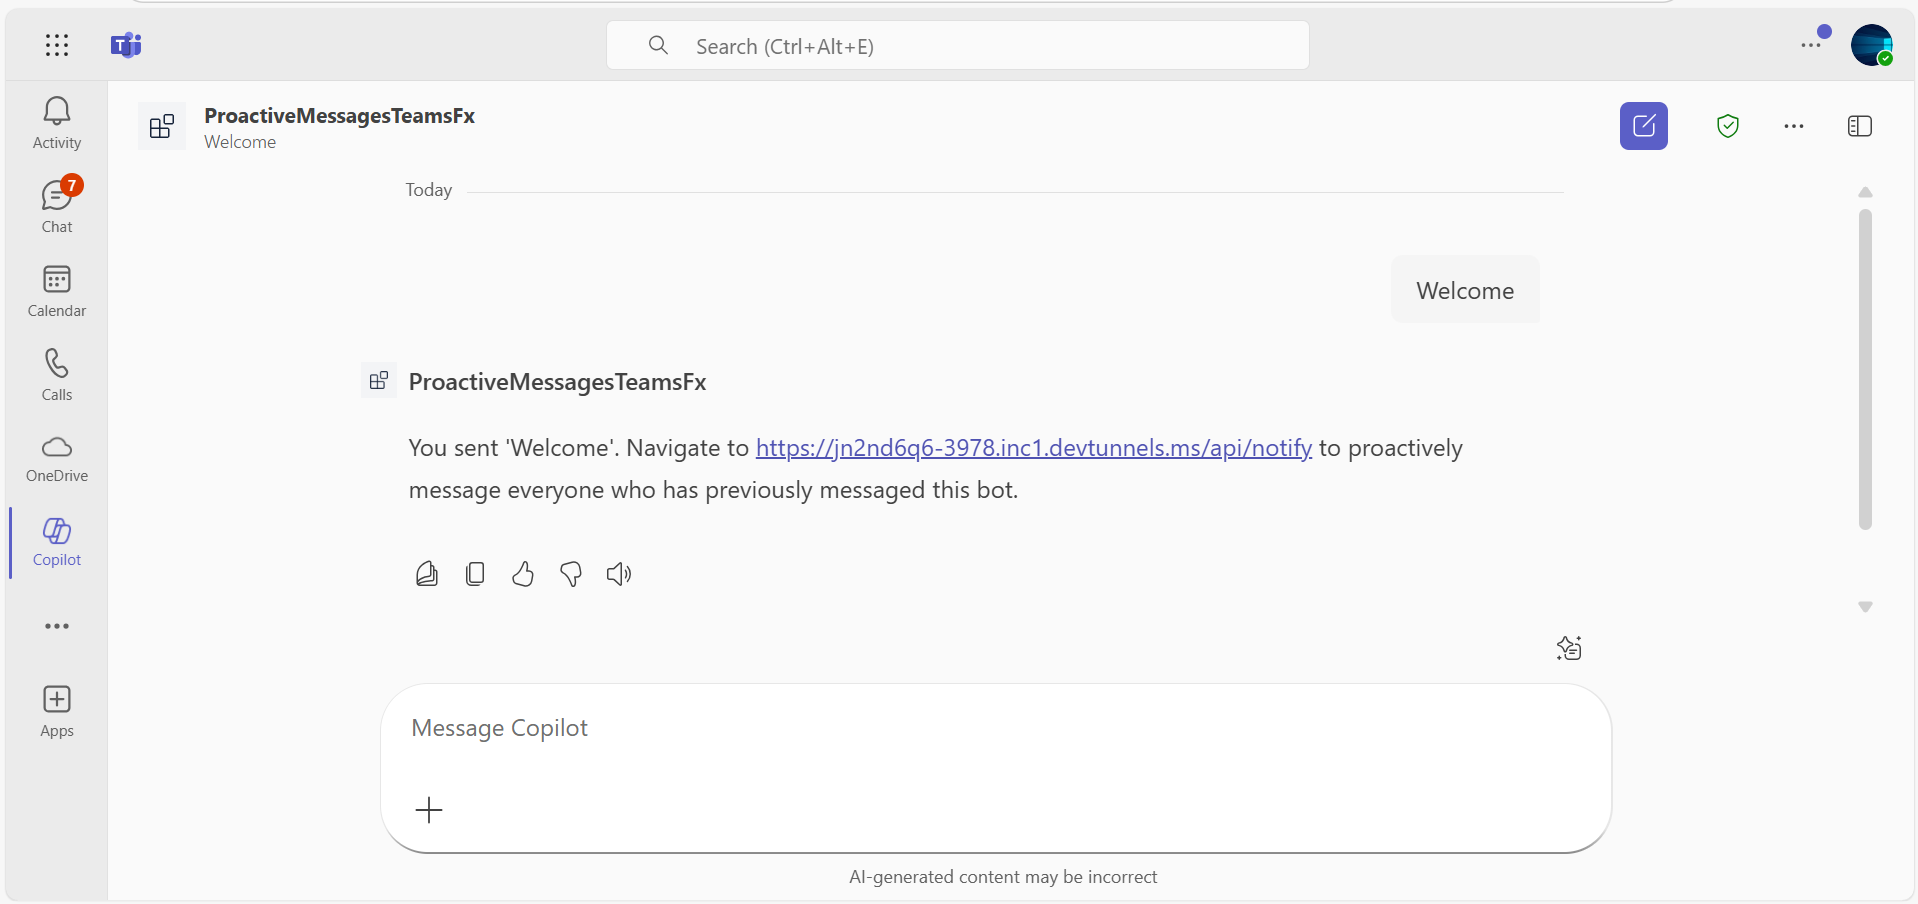 Search (Ctrl+Alt+E)
Activity
7
Chat
Calendar
Calls
OneDrive
Copilot
Apps
ProactiveMessagesTeamsFx
Welcome
Today
Welcome
ProactiveMessagesTeamsFx
You sent 'Welcome'. Navigate to https://jn2nd6q6-3978.inc1.devtunnels.ms/api/notify to proactively
message everyone who has previously messaged this bot.
Message Copilot
AI-generated content may be incorrect